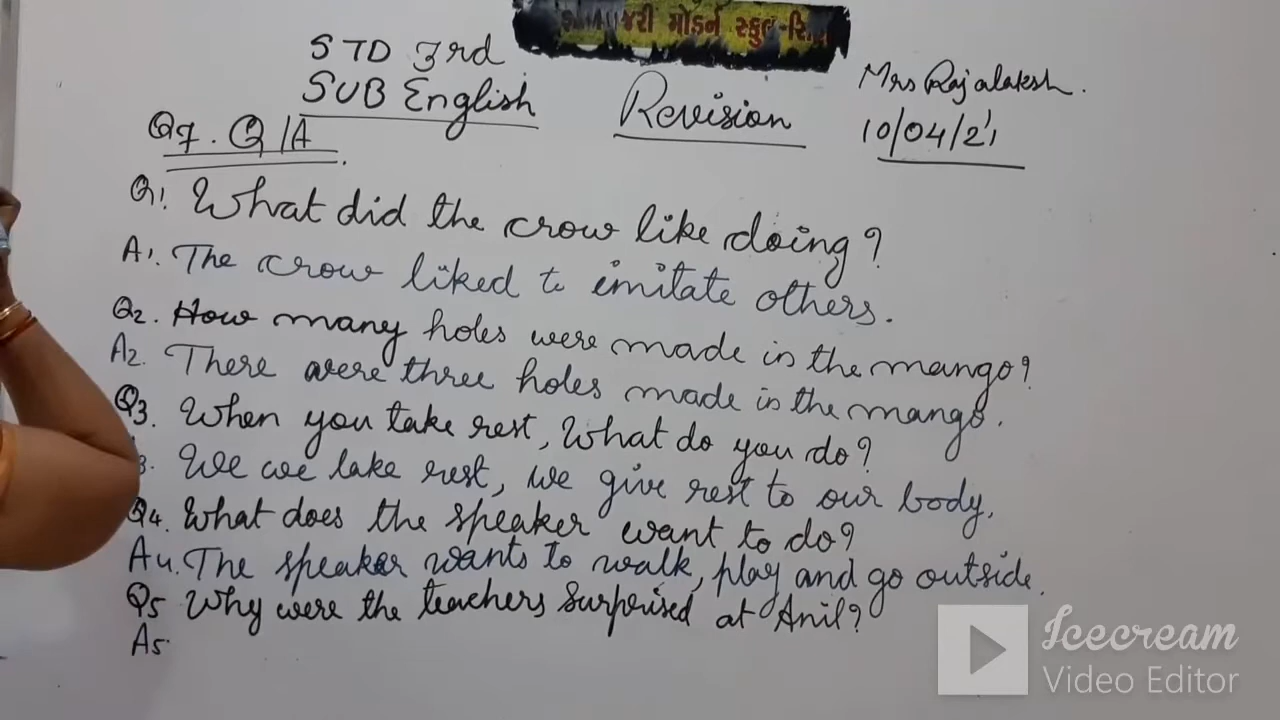 મોડર્ન સ્કુલ
STD 3rd
SUB English
Revision
Mrs Rajalaksh.
10/04/21
Q7. Q/A
Q1. What did the crow like doing?
A1. The crow liked to imitate others.
Q2. How many holes were made in the mango?
A2. There were three holes made in the mango.
Q3. When you take rest, What do you do?
3. We we take rest, we give rest to our body.
Q4. What does the speaker want to do?
A4. The speaker wants to walk, play and go outside.
Q5 Why were the teachers surprised at Anil?
A5
Icecream
Video Editor